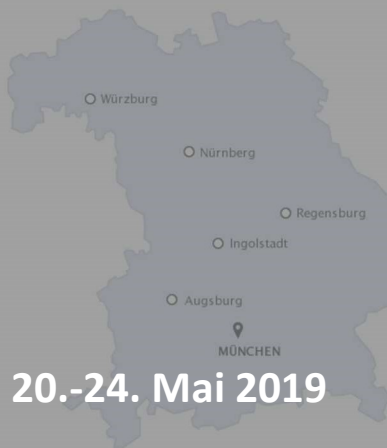 Würzburg
Nürnberg
Regensburg
Ingolstadt
Augsburg
MÜNCHEN
20.-24. Mai 2019